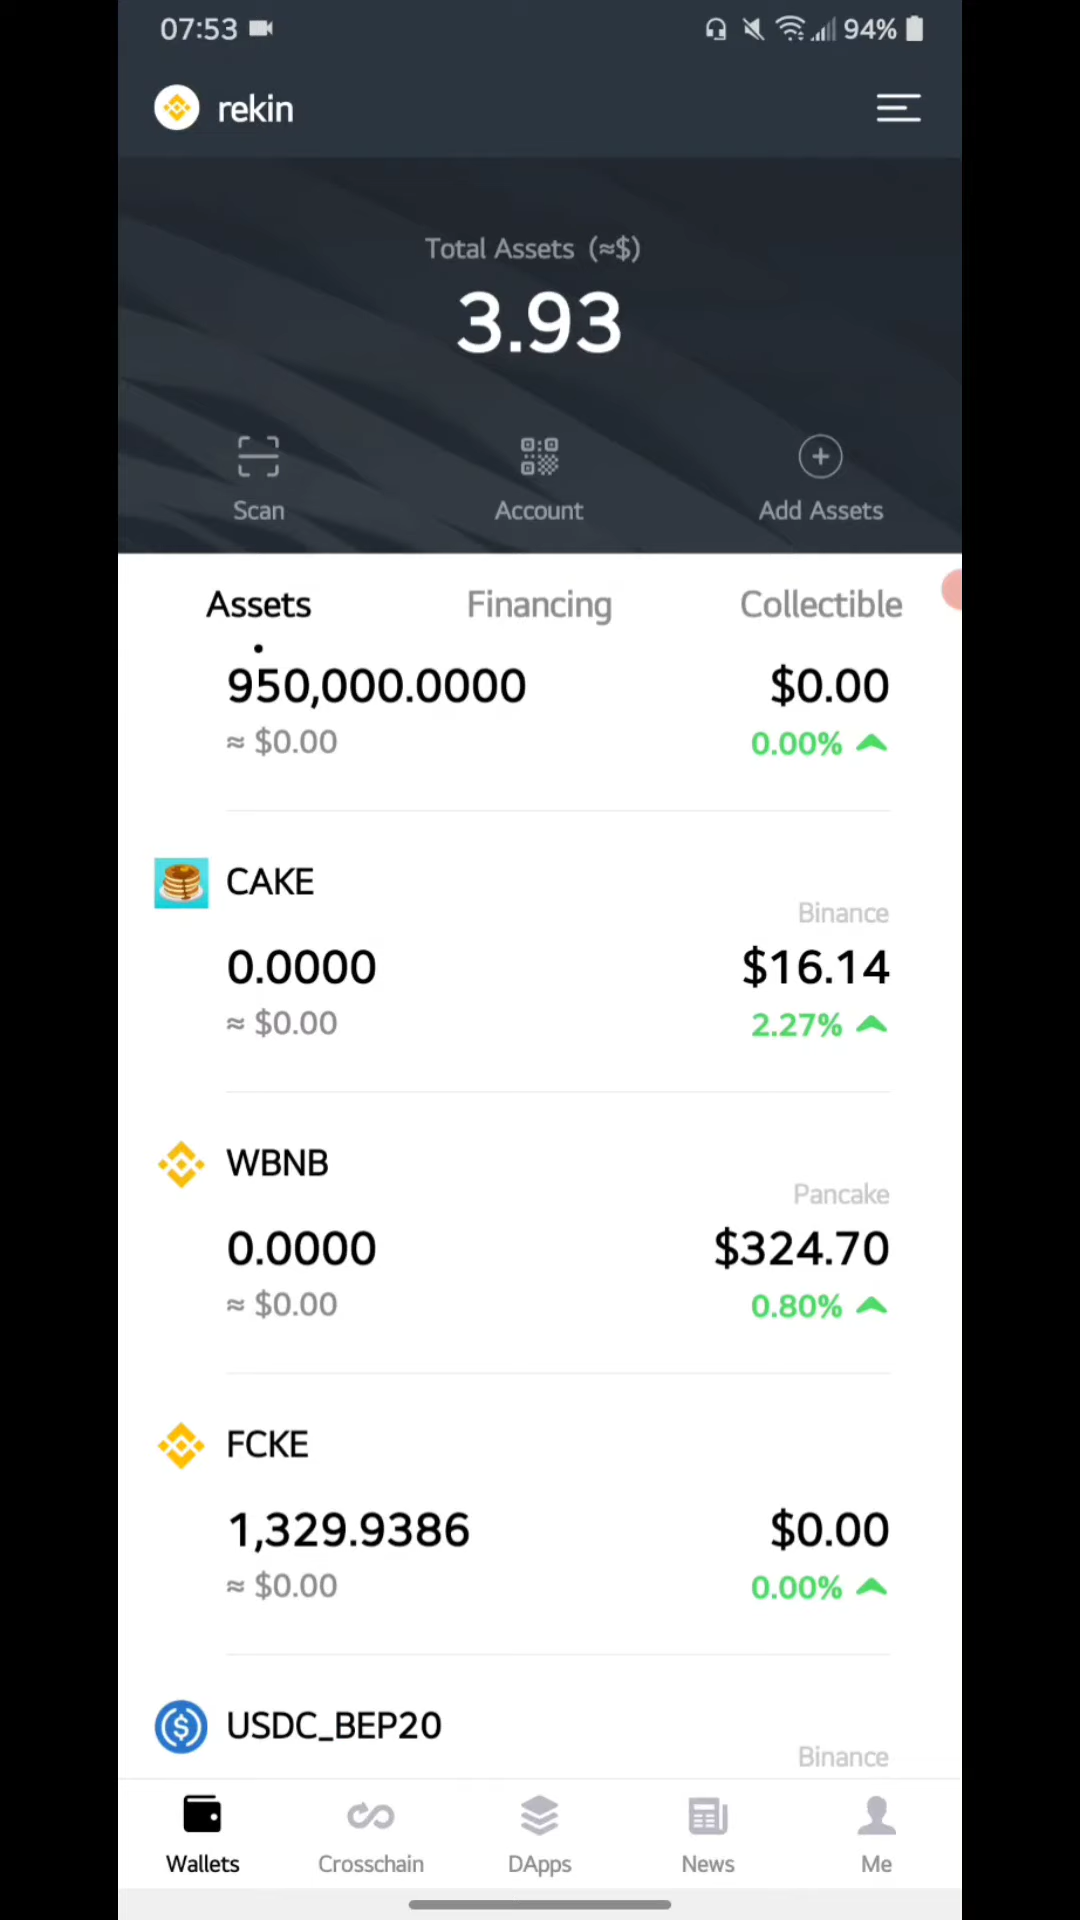 07:53 94%
rekin
Total Assets (≈$)
3.93
Scan Account Add Assets
Assets Financing Collectible
950,000.0000 $0.00
≈ $0.00 0.00%
CAKE
Binance
0.0000 $16.14
≈ $0.00 2.27%
WBNB
Pancake
0.0000 $324.70
≈ $0.00 0.80%
FCKE
1,329.9386 $0.00
≈ $0.00 0.00%
USDC_BEP20
Binance
Wallets Crosschain DApps News Me